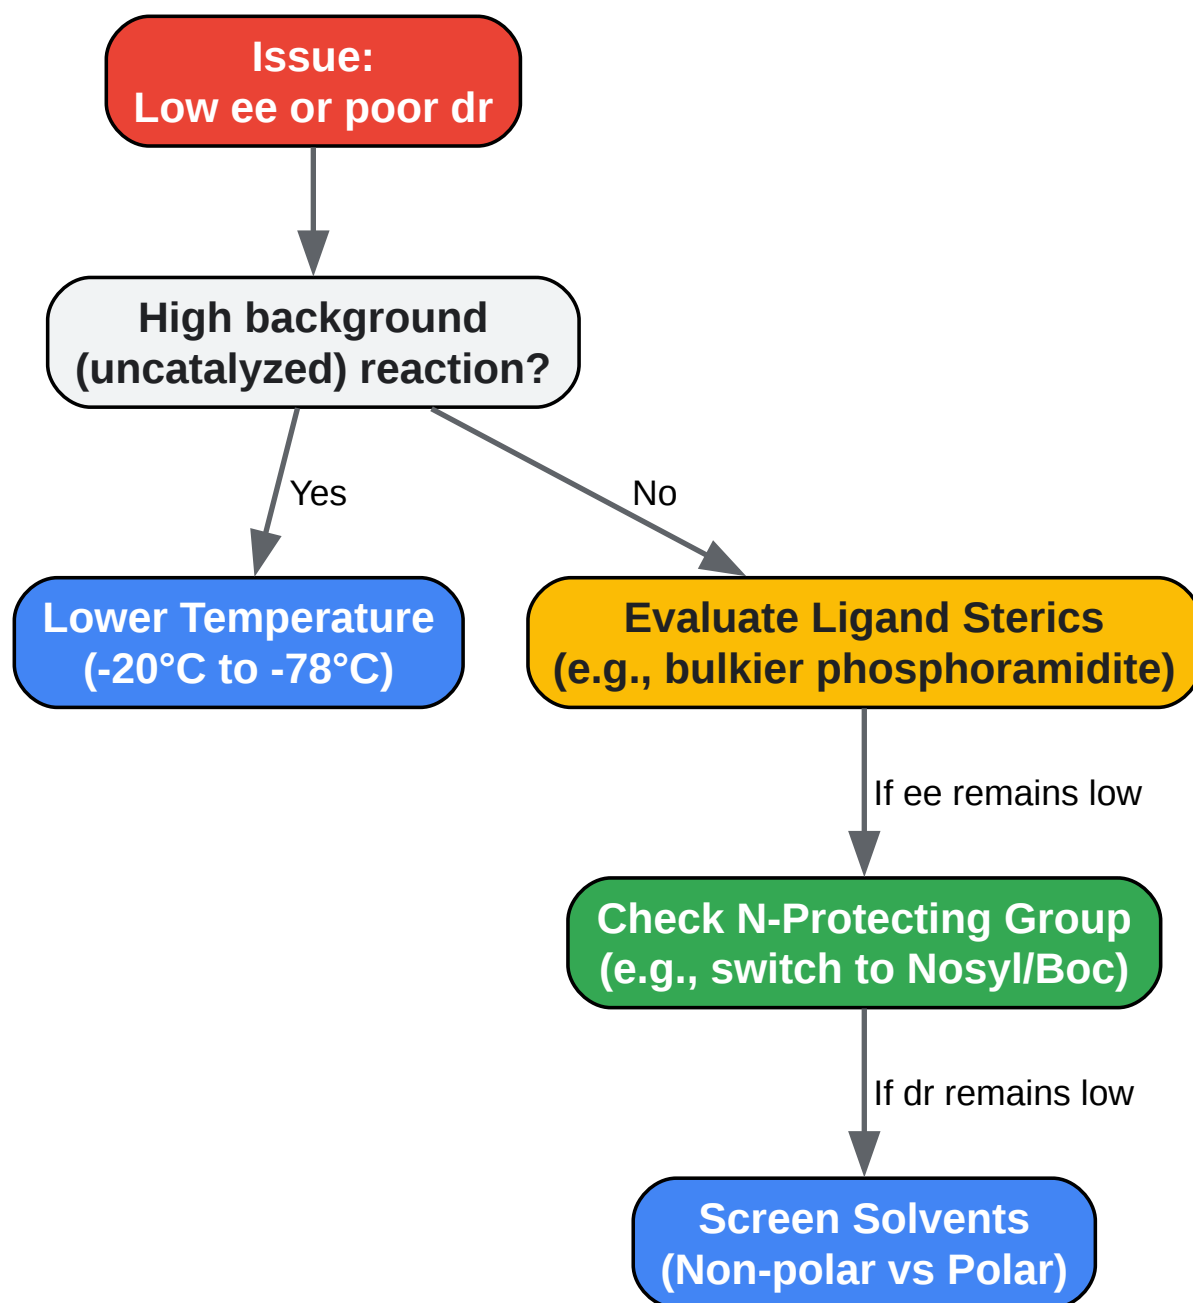 Issue:
Low ee or poor dr
High background
(uncatalyzed) reaction?
Yes
No
Lower Temperature
(-20°C to -78°C)
Evaluate Ligand Sterics
(e.g., bulkier phosphoramidite)
If ee remains low
Check N-Protecting Group
(e.g., switch to Nosyl/Boc)
If dr remains low
Screen Solvents
(Non-polar vs Polar)